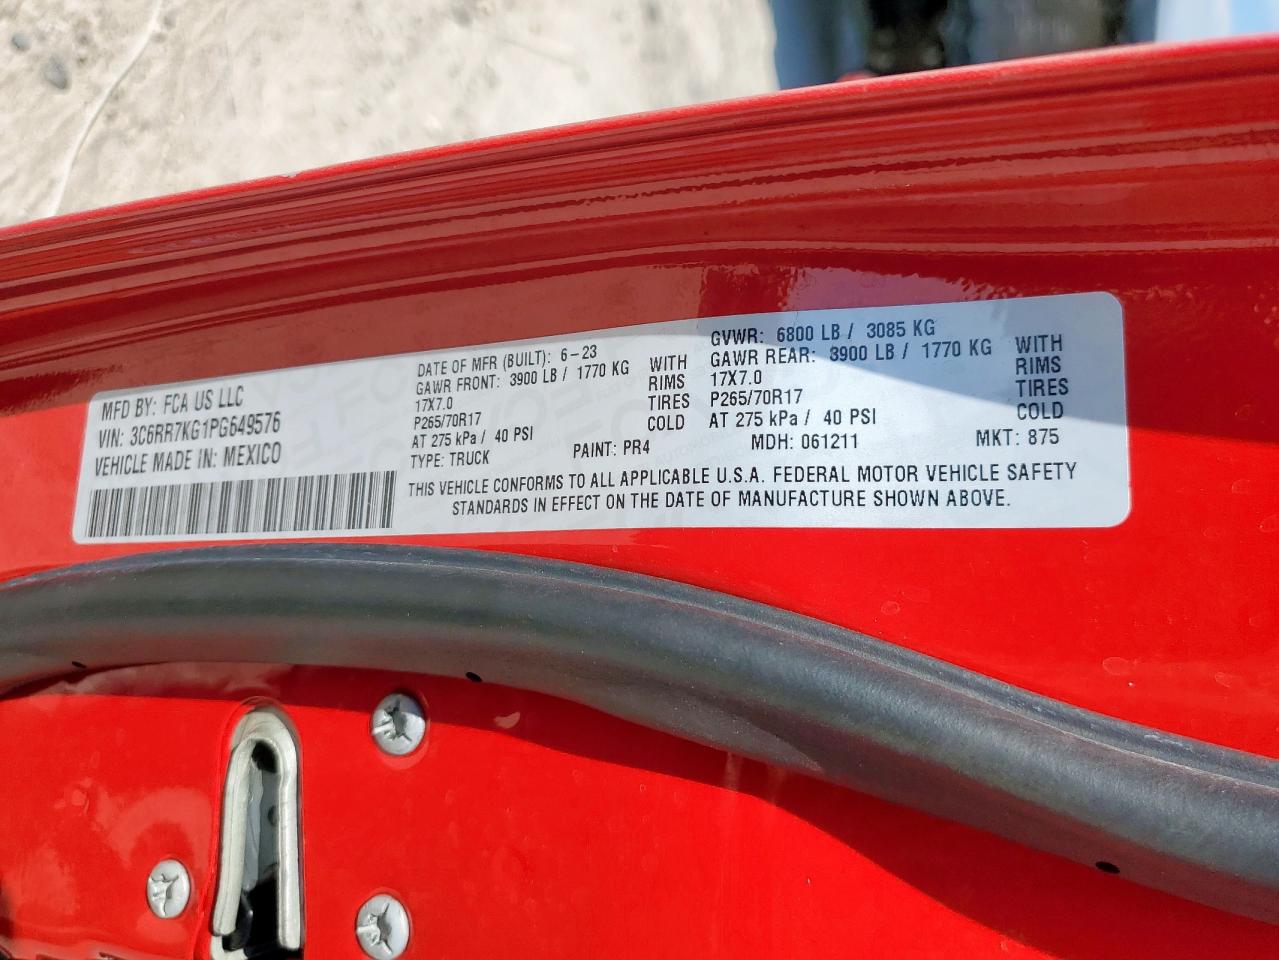 MFD BY: FCA US LLC
VIN: 3C6RR7KG1PG649576
VEHICLE MADE IN: MEXICO
DATE OF MFR (BUILT): 6-23
GAWR FRONT: 3900 LB / 1770 KG WITH
17X7.0 RIMS
P265/70R17 TIRES
AT 275 kPa / 40 PSI COLD
TYPE: TRUCK
GVWR: 6800 LB / 3085 KG
GAWR REAR: 3900 LB / 1770 KG WITH
17X7.0 RIMS
P265/70R17 TIRES
AT 275 kPa / 40 PSI COLD
PAINT: PR4 MDH: 061211 MKT: 875
THIS VEHICLE CONFORMS TO ALL APPLICABLE U.S.A. FEDERAL MOTOR VEHICLE SAFETY
STANDARDS IN EFFECT ON THE DATE OF MANUFACTURE SHOWN ABOVE.